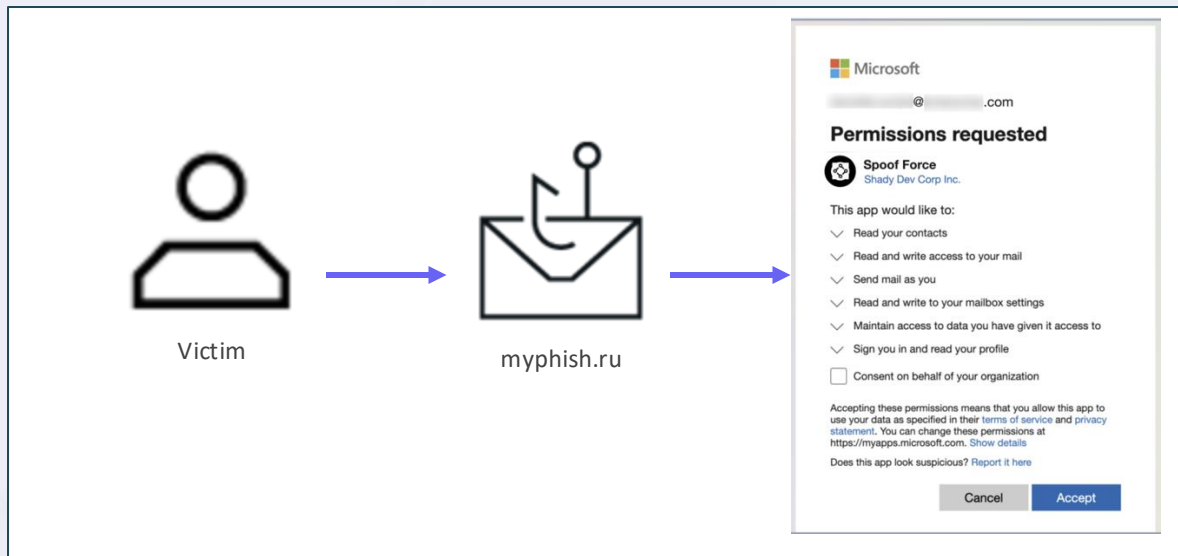 Victim
myphish.ru
Microsoft
@ .com
Permissions requested
Spoof Force
Shady Dev Corp Inc.
This app would like to:
Read your contacts
Read and write access to your mail
Send mail as you
Read and write to your mailbox settings
Maintain access to data you have given it access to
Sign you in and read your profile
Consent on behalf of your organization
Accepting these permissions means that you allow this app to
use your data as specified in their terms of service and privacy
statement. You can change these permissions at
https://myapps.microsoft.com. Show details
Does this app look suspicious? Report it here
Cancel Accept